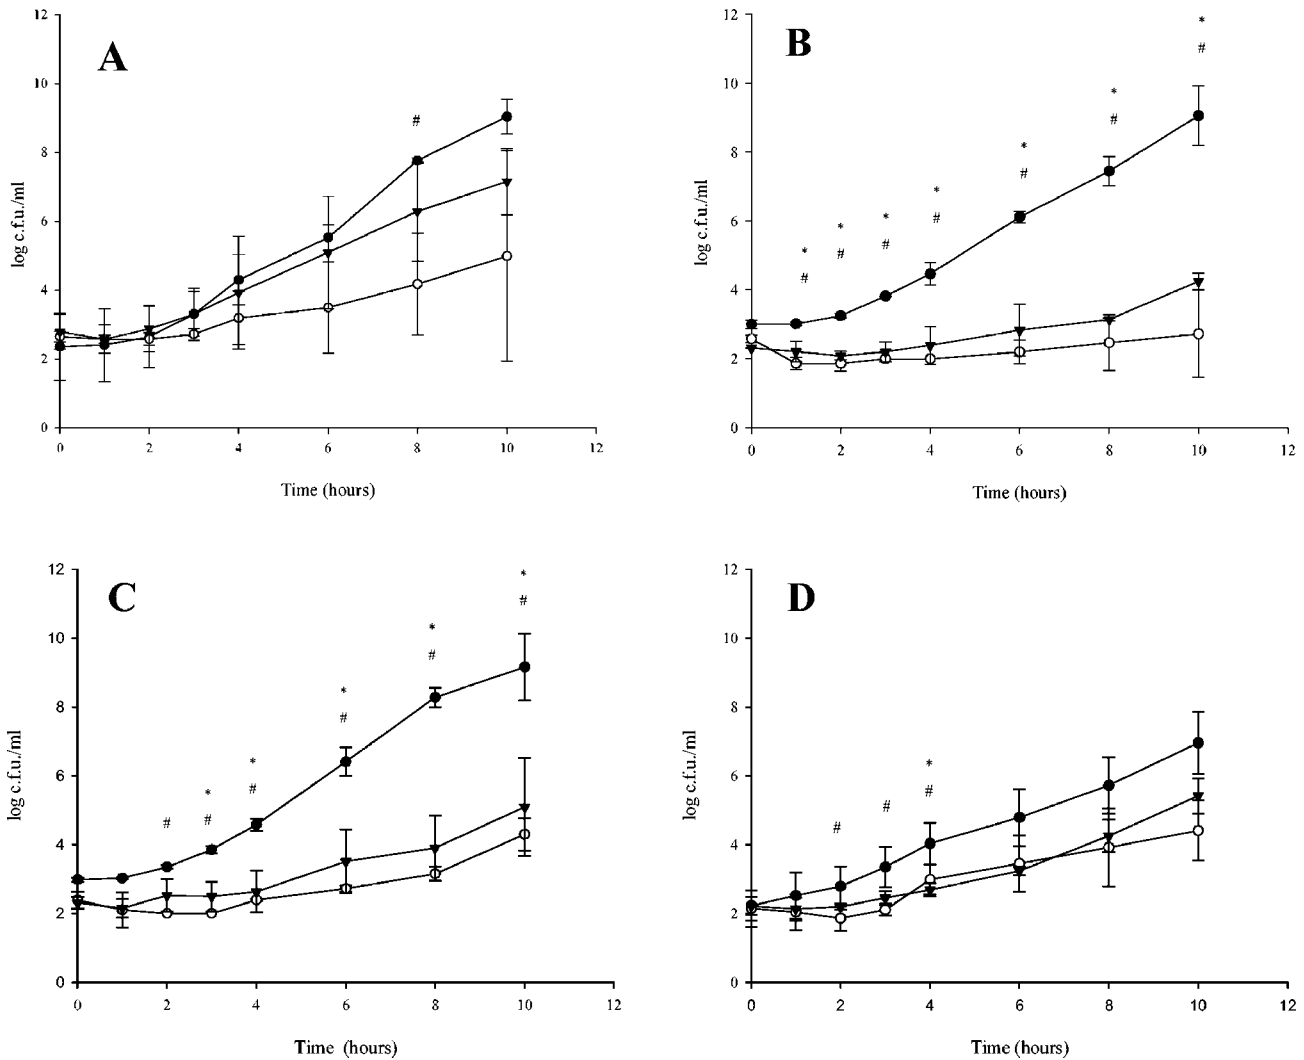 A
12
10
8
6
4
2
0
log c.f.u./ml
#
0 2 4 6 8 10 12
Time (hours)
B
12
10
8
6
4
2
0
log c.f.u./ml
* * * * * * *
# # # # # # #
0 2 4 6 8 10 12
Time (hours)
C
12
10
8
6
4
2
0
log c.f.u./ml
* * * * *
# # # # # #
0 2 4 6 8 10 12
Time (hours)
D
12
10
8
6
4
2
0
log c.f.u./ml
*
# # #
0 2 4 6 8 10 12
Time (hours)